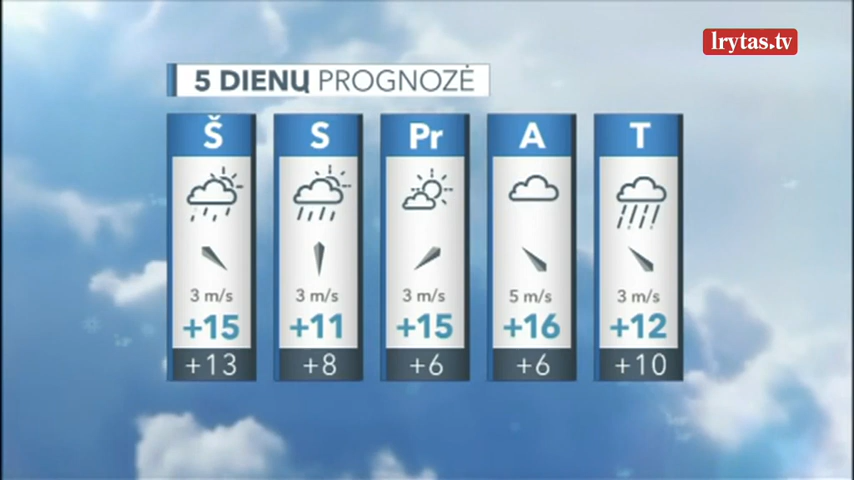 lrytas.tv
5 DIENŲ PROGNOZĖ
Š S Pr A T
3 m/s 3 m/s 3 m/s 5 m/s 3 m/s
+15 +11 +15 +16 +12
+13 +8 +6 +6 +10